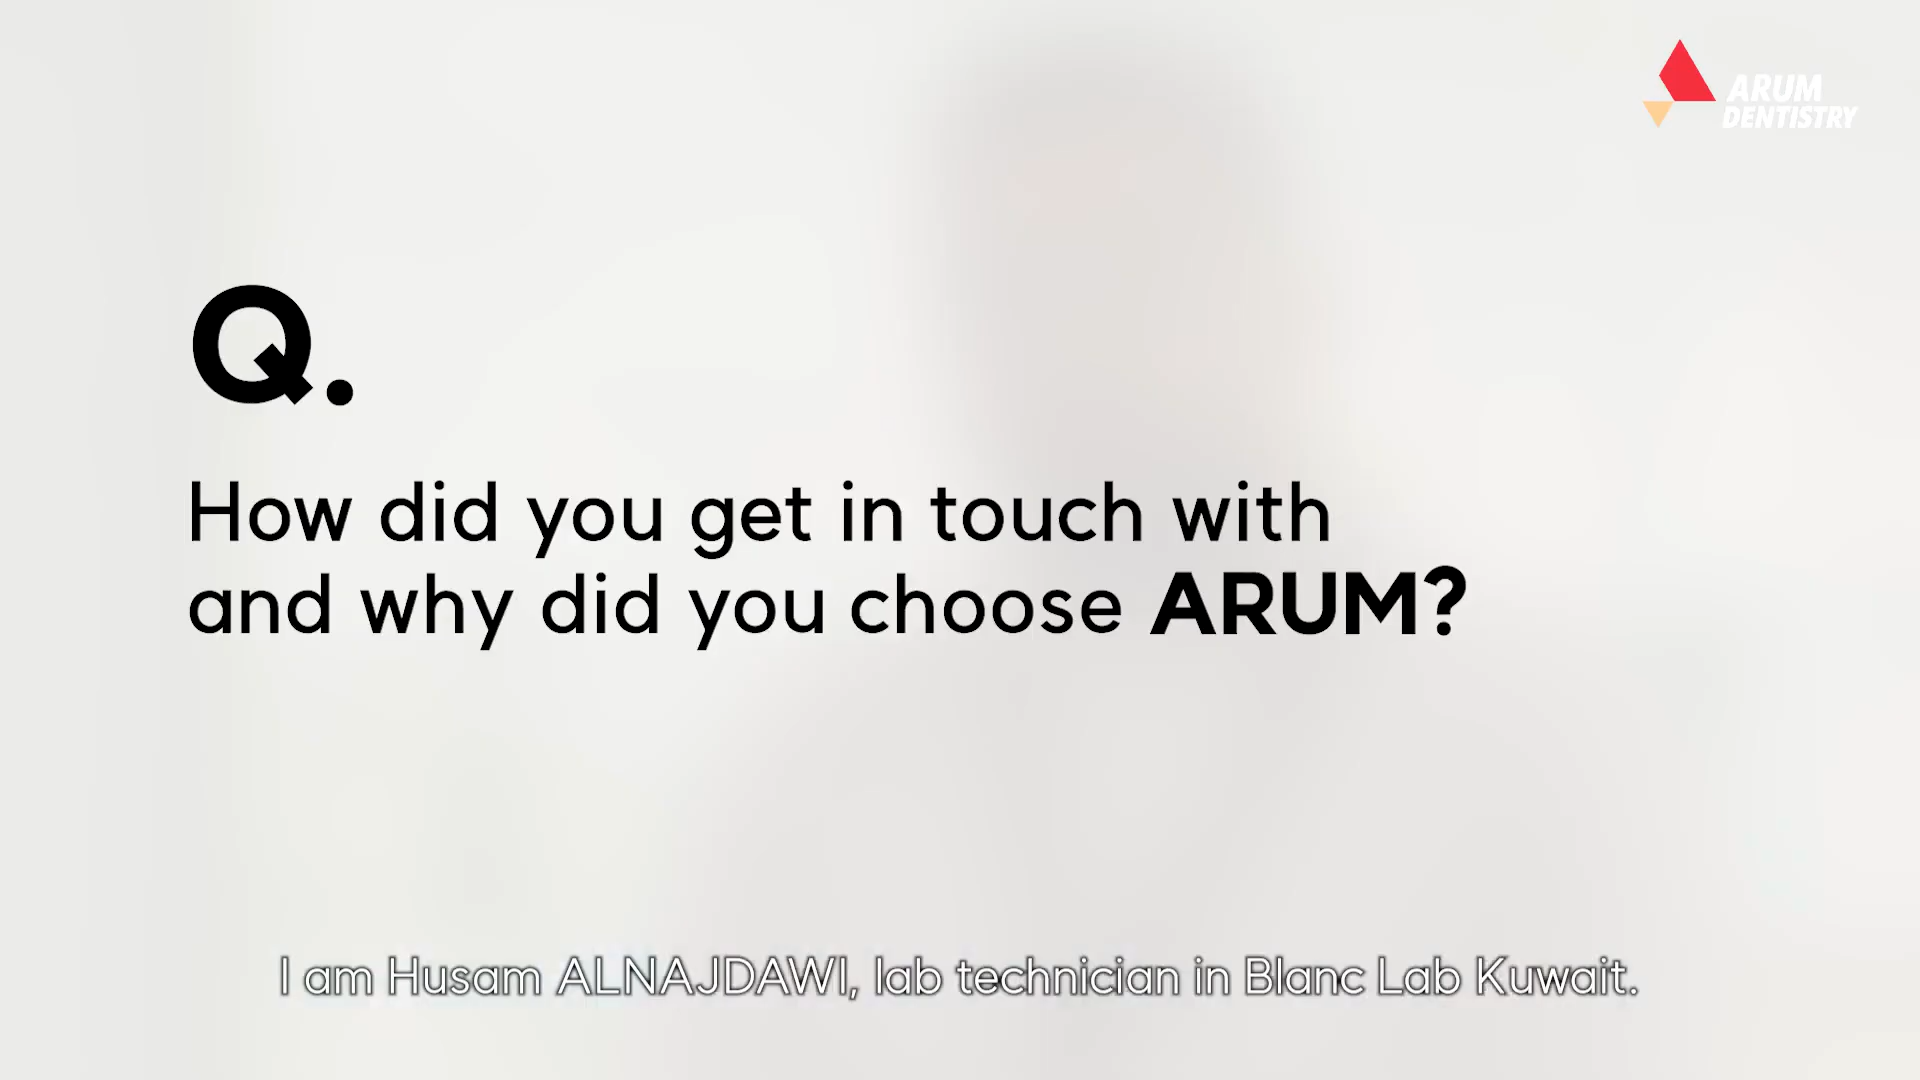 ARUM
DENTISTRY
Q.
How did you get in touch with
and why did you choose ARUM?
I am Husam ALNAJDAWI, lab technician in Blanc Lab Kuwait.